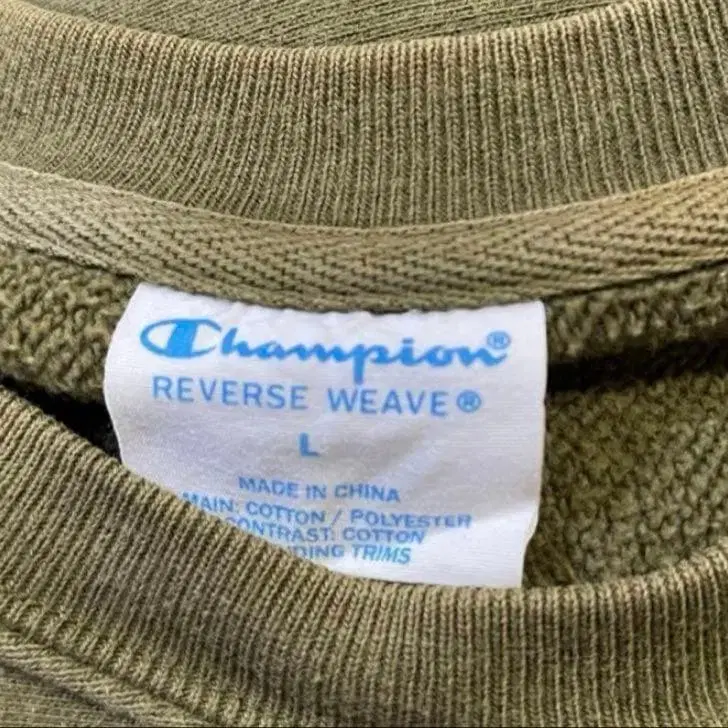 Champion®
REVERSE WEAVE®
L
MADE IN CHINA
MAIN: COTTON / POLYESTER
CONTRAST: COTTON
TRIMS